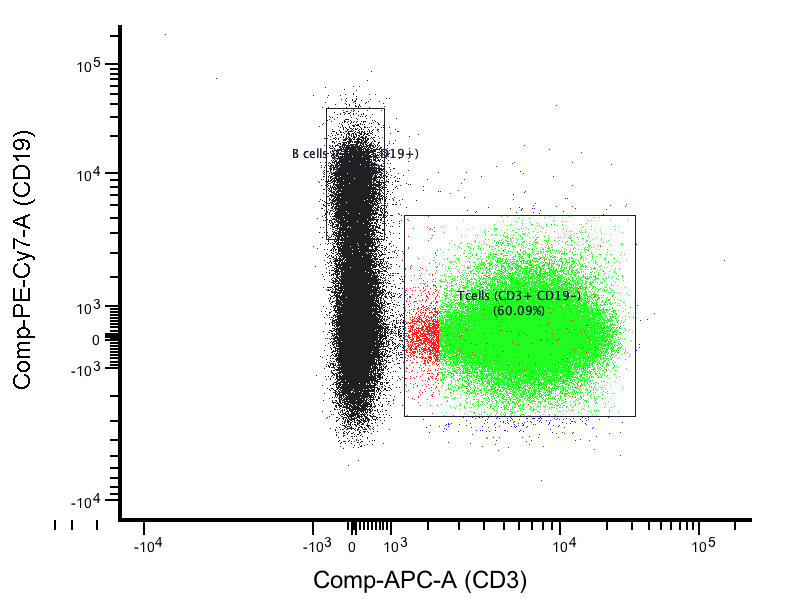 Comp-PE-Cy7-A (CD19)
10⁵
10⁴
10³
0
-10³
-10⁴
B cells D19+)
Tcells (CD3+ CD19-)
(60.09%)
-10⁴ -10³ 0 10³ 10⁴ 10⁵
Comp-APC-A (CD3)